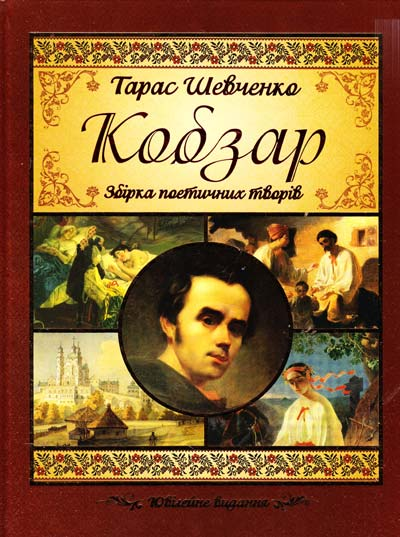 Тарас Шевченко
Кобзар
Збірка поетичних творів
Ювілейне видання